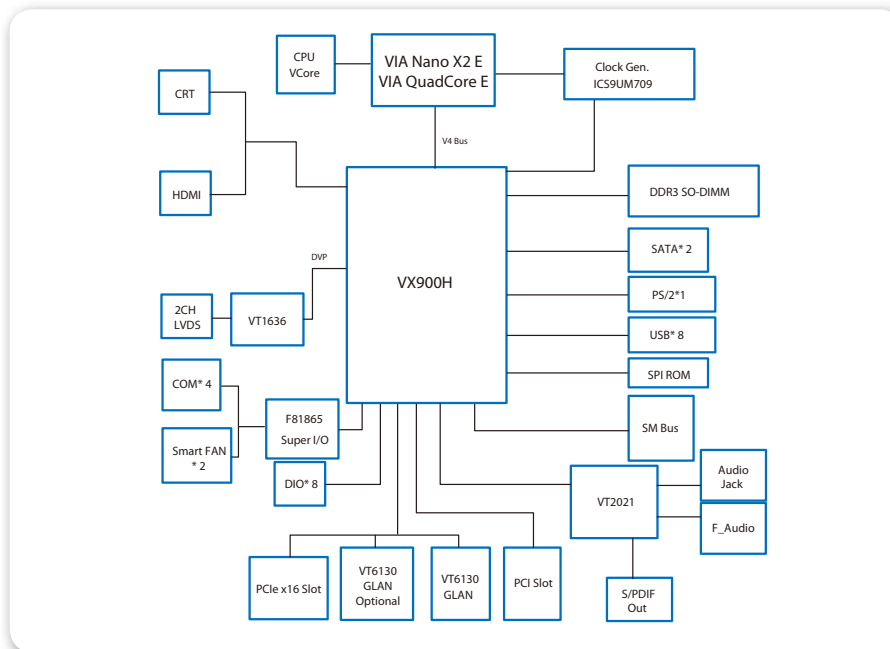 CPU
VCore
VIA Nano X2 E
VIA QuadCore E
Clock Gen.
ICS9UM709
CRT
V4 Bus
HDMI
DDR3 SO-DIMM
SATA* 2
DVP
VX900H
PS/2*1
2CH
LVDS
VT1636
USB* 8
SPI ROM
COM* 4
F81865
Super I/O
SM Bus
Smart FAN
* 2
DIO* 8
VT2021
Audio
Jack
F_Audio
PCIe x16 Slot
VT6130
GLAN
Optional
VT6130
GLAN
PCI Slot
S/PDIF
Out